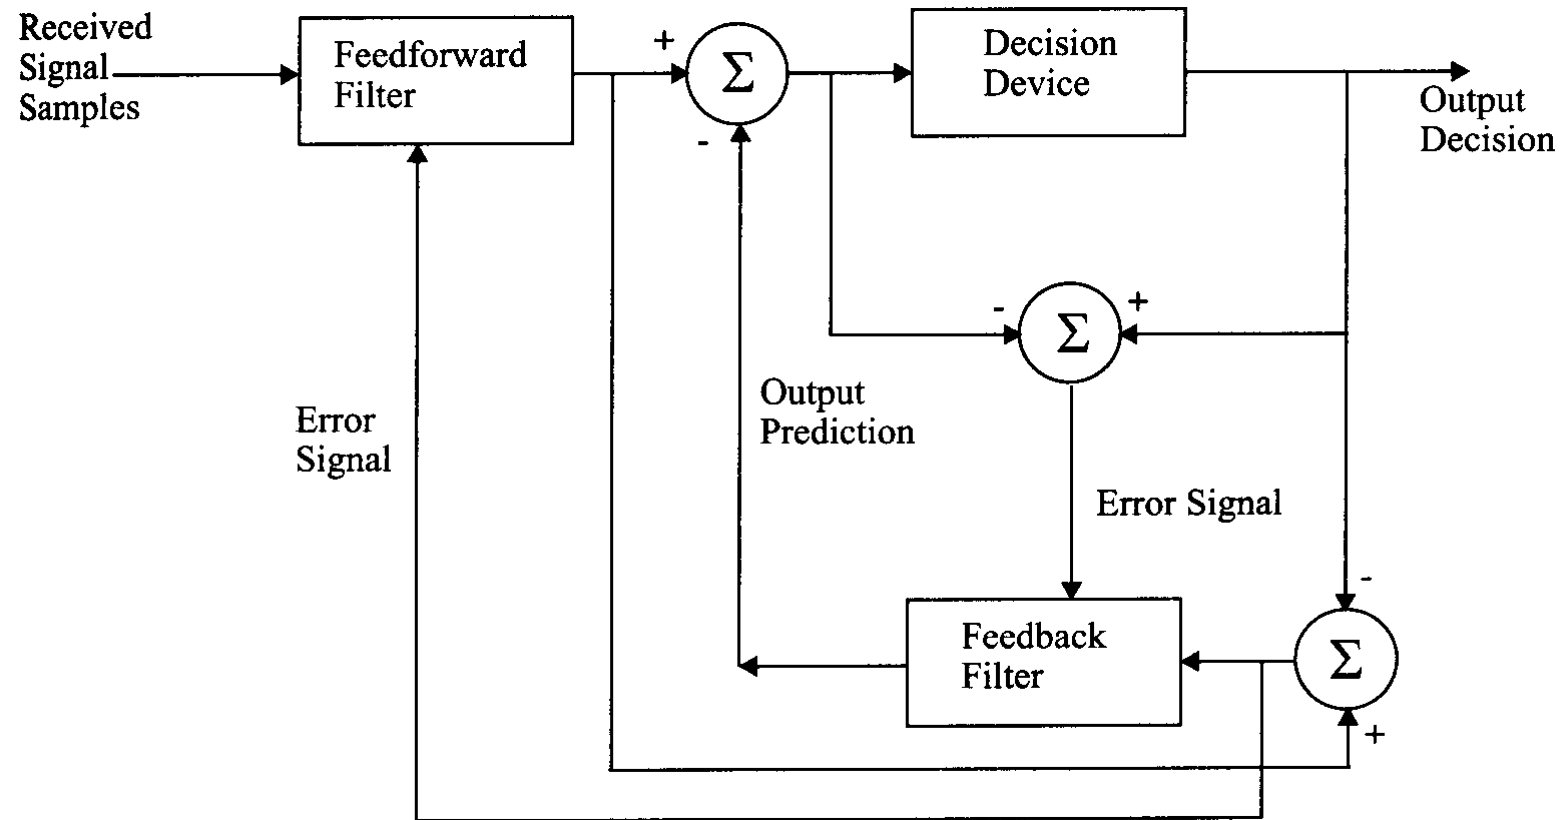 Received
Signal
Samples
Feedforward
Filter
+
Σ
-
Decision
Device
Output
Decision
-
Σ
+
Error
Signal
Output
Prediction
Error Signal
Feedback
Filter
-
Σ
+